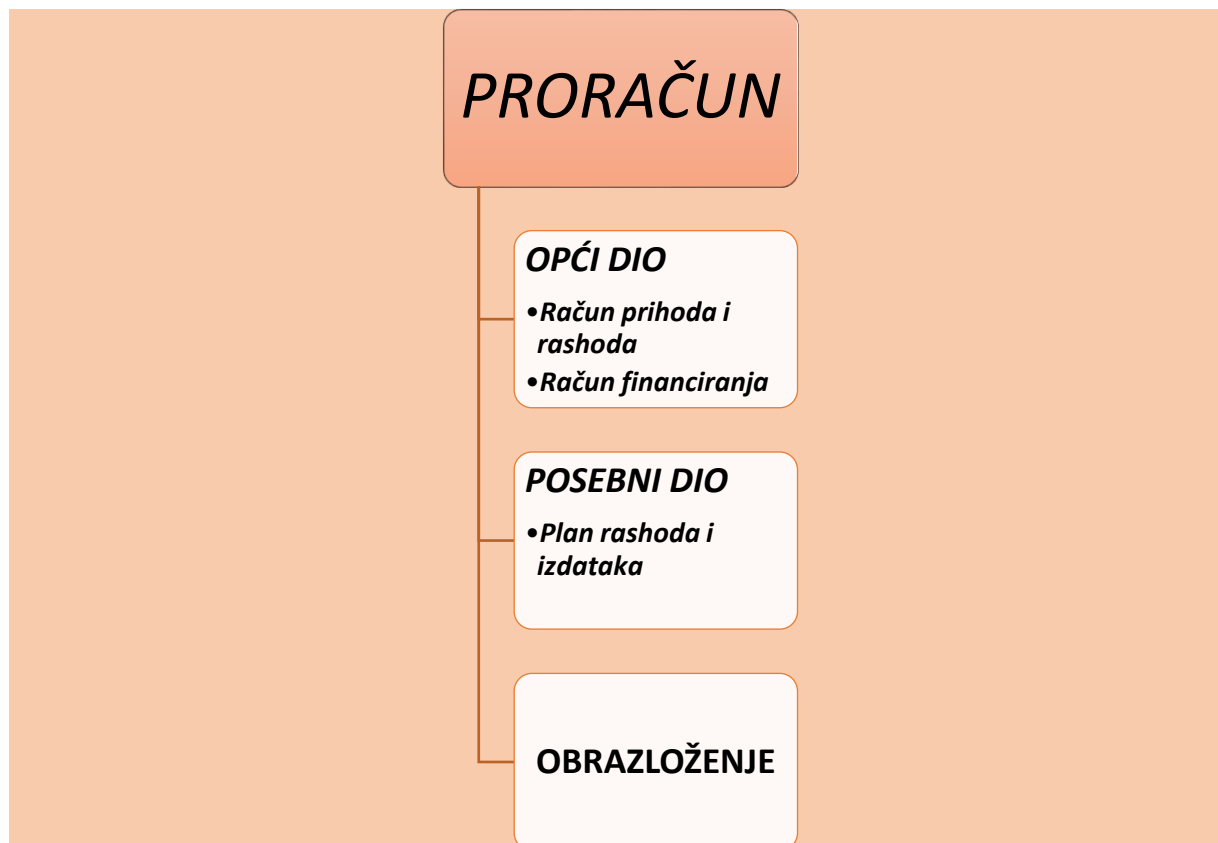 PRORAČUN
OPĆI DIO
•Račun prihoda i
rashoda
•Račun financiranja
POSEBNI DIO
•Plan rashoda i
izdataka
OBRAZLOŽENJE